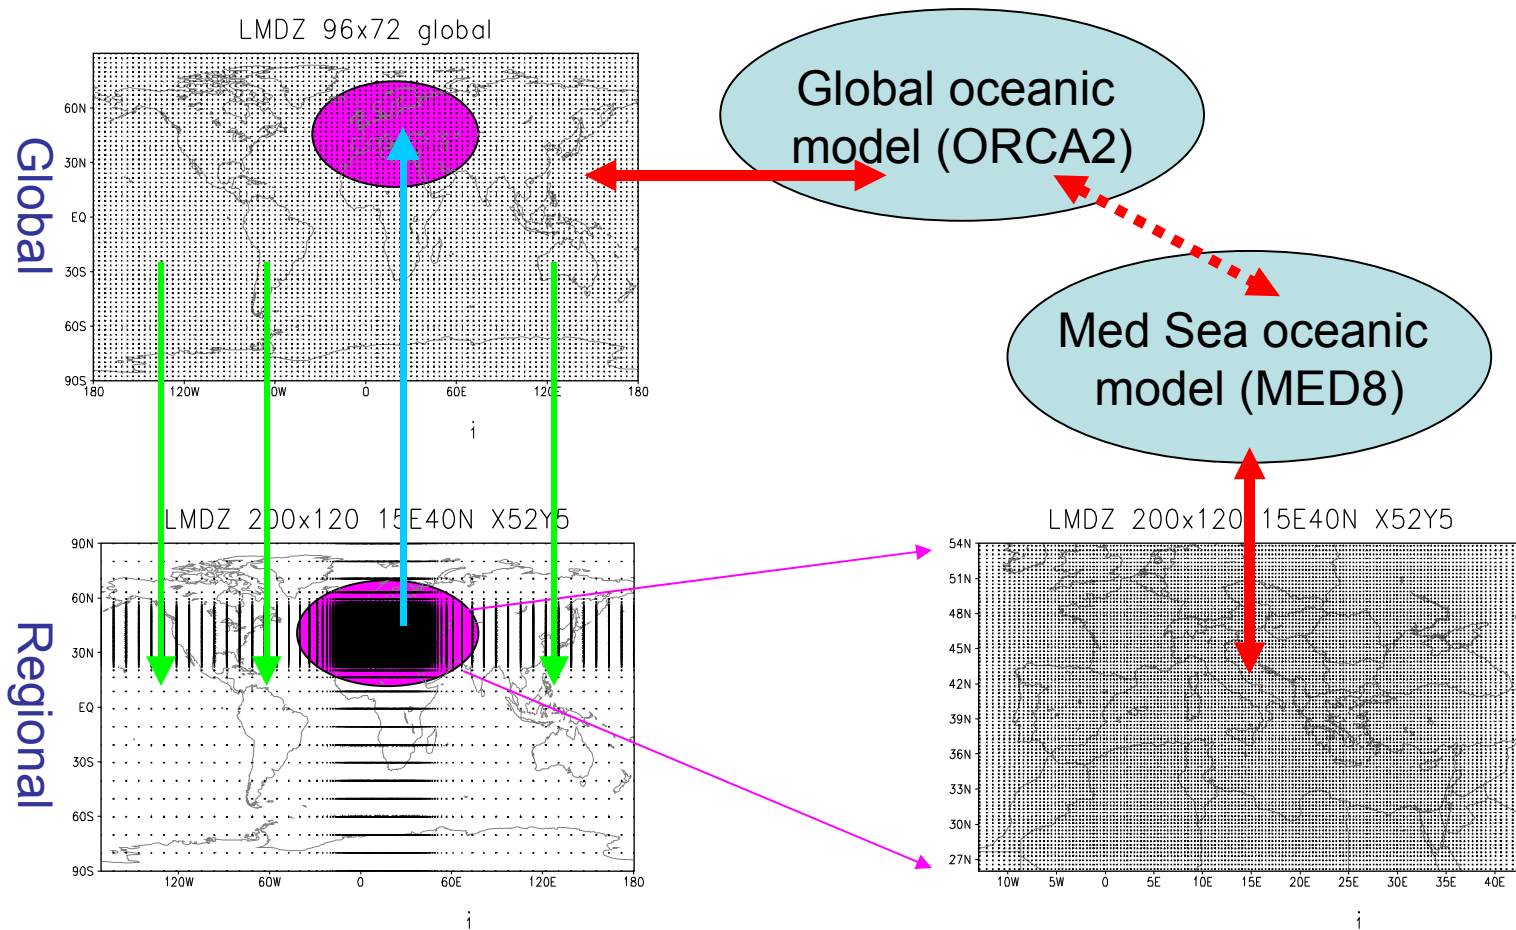 LMDZ 96x72 global
Global oceanic
model (ORCA2)
60N
30N
EQ
30S
60S
90S
180
120W
60W
0
60E
120E
180
i
Global
Med Sea oceanic
model (MED8)
LMDZ 200x120 15E40N X52Y5
90N
60N
30N
EQ
30S
60S
90S
120W
60W
0
60E
120E
180
i
Regional
LMDZ 200x120 15E40N X52Y5
54N
51N
48N
45N
42N
39N
36N
33N
30N
27N
10W
5W
0
5E
10E
15E
20E
25E
30E
35E
40E
i